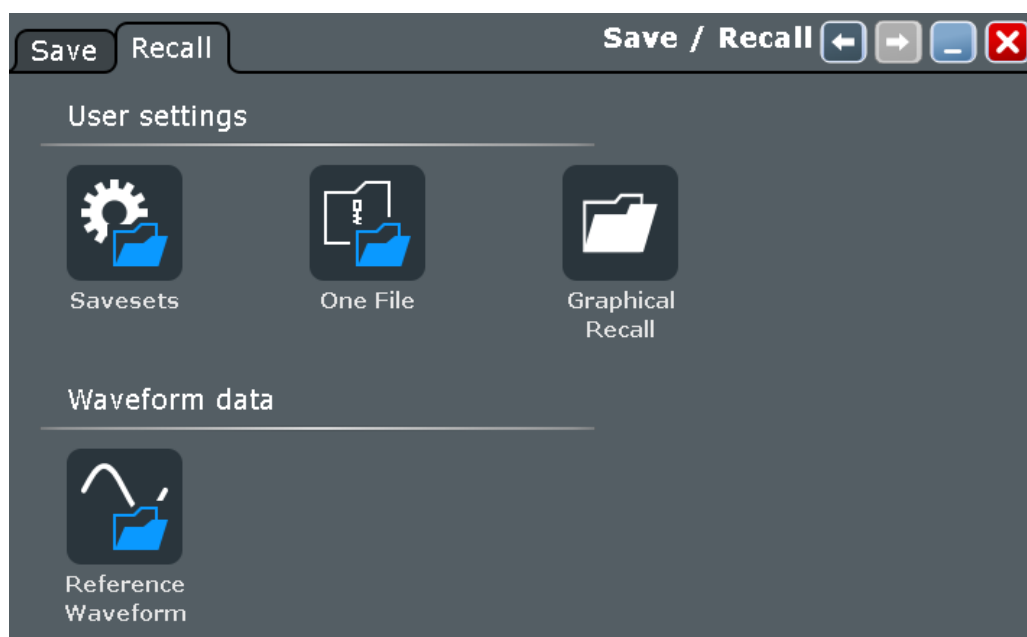 Save Recall Save / Recall
User settings
Savesets One File Graphical
Recall
Waveform data
Reference
Waveform